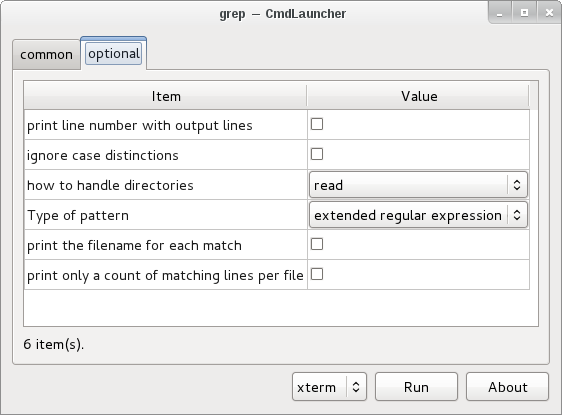 grep — CmdLauncher
common optional
Item Value
print line number with output lines
ignore case distinctions
how to handle directories read
Type of pattern extended regular expression
print the filename for each match
print only a count of matching lines per file
6 item(s).
xterm Run About